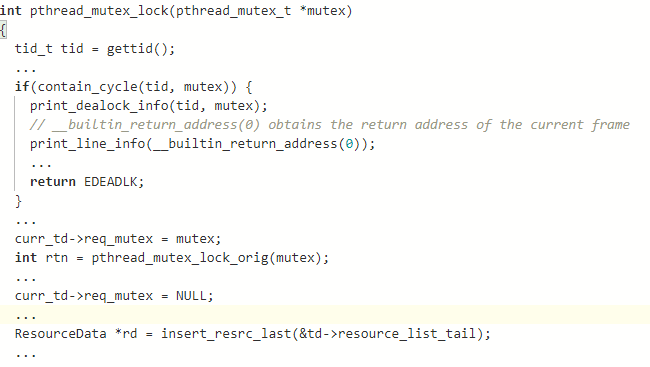 int pthread_mutex_lock(pthread_mutex_t *mutex)
{
tid_t tid = gettid();
...
if(contain_cycle(tid, mutex)) {
print_dealock_info(tid, mutex);
// __builtin_return_address(0) obtains the return address of the current frame
print_line_info(__builtin_return_address(0));
...
return EDEADLK;
}
...
curr_td->req_mutex = mutex;
int rtn = pthread_mutex_lock_orig(mutex);
...
curr_td->req_mutex = NULL;
...
ResourceData *rd = insert_resrc_last(&td->resource_list_tail);
...